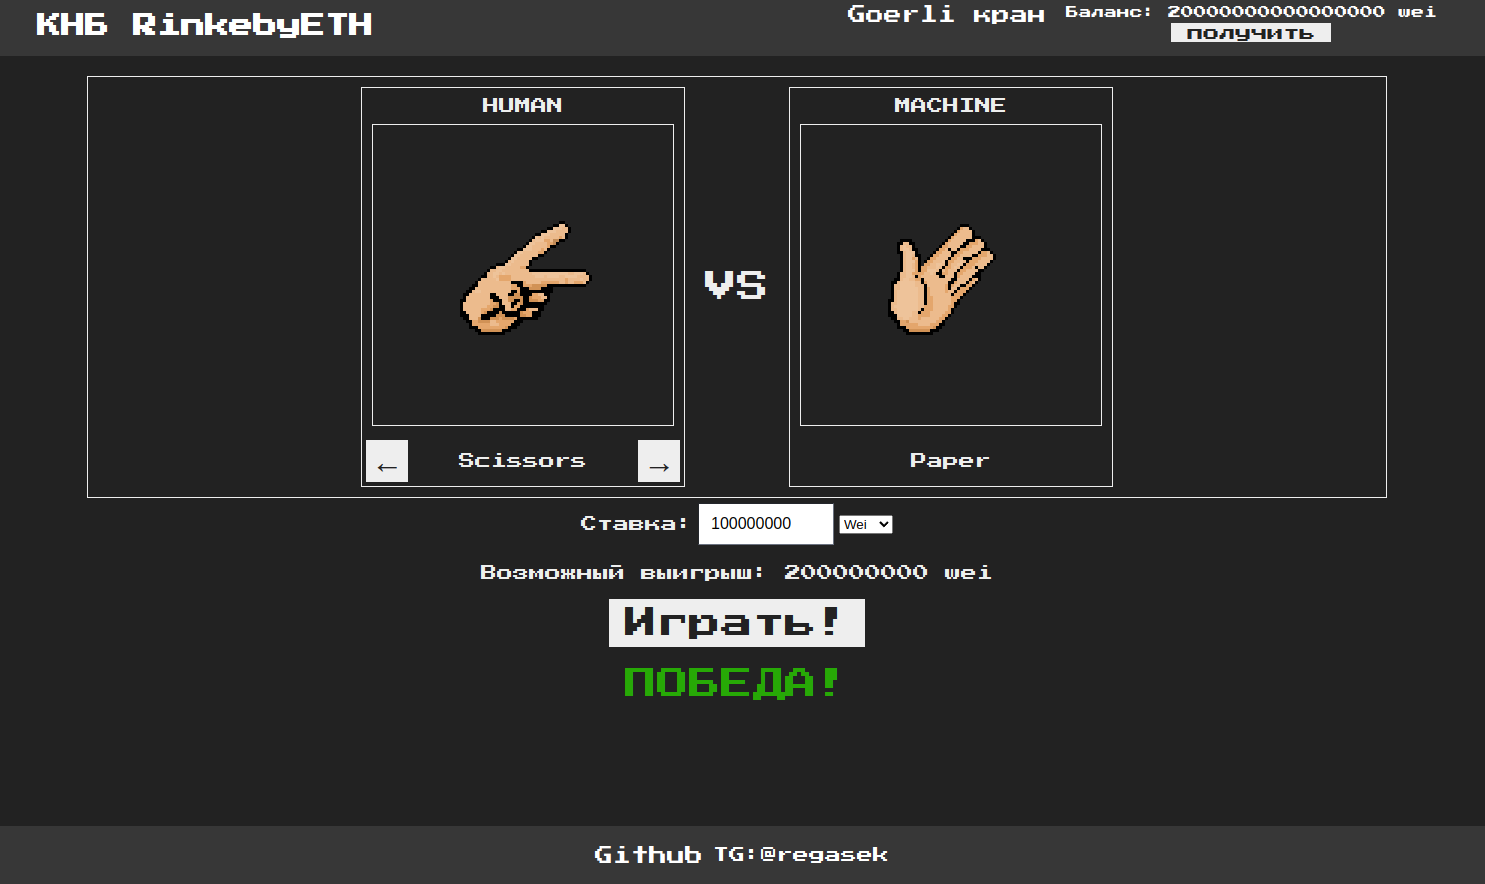 КНБ RinkebyETH
Goerli кран
Баланс: 20000000000000000 wei
получить
HUMAN
MACHINE
VS
← Scissors →
Paper
Ставка: 100000000 Wei
Возможный выигрыш: 200000000 wei
Играть!
ПОБЕДА!
Github TG:@regasek